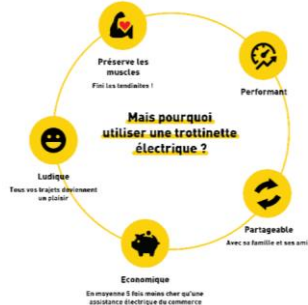 Préserve les
muscles
Fini les tendinites !
Performant
Mais pourquoi
utiliser une trottinette
électrique ?
Ludique
Tous vos trajets deviennent
un plaisir
Partageable
Avec sa famille et ses ami
Economique
En moyenne 5 fois moins cher qu'une
assistance électrique du commerce